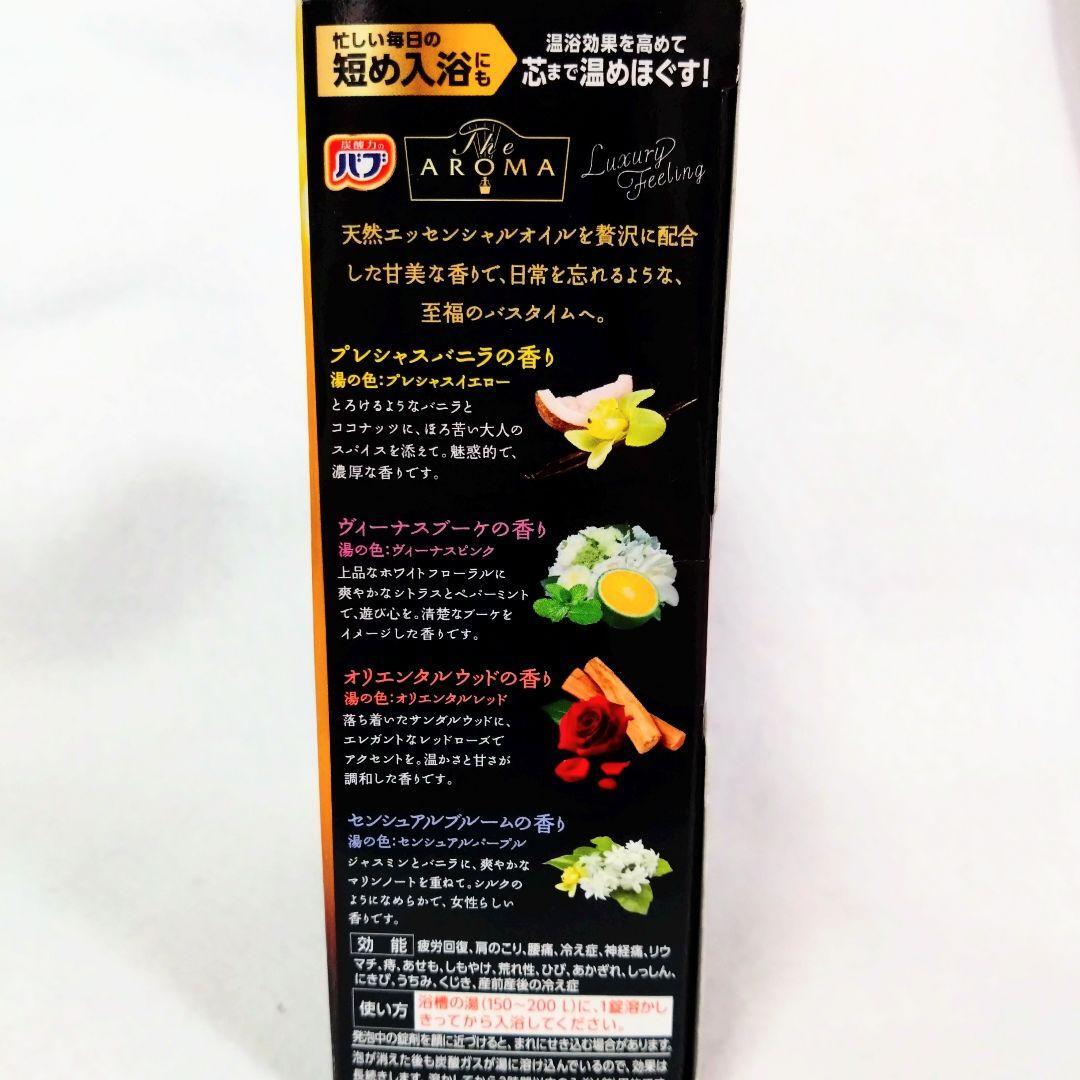 忙しい毎日の
短め入浴にも
温浴効果を高めて
芯まで温めほぐす!
炭酸力の
バブ
The
AROMA
Luxury
Feeling
天然エッセンシャルオイルを贅沢に配合
した甘美な香りで、日常を忘れるような、
至福のバスタイムへ。
プレシャスバニラの香り
湯の色:プレシャスイエロー
とろけるようなバニラと
ココナッツに、ほろ苦い大人の
スパイスを添えて。魅惑的で、
濃厚な香りです。
ヴィーナスブーケの香り
湯の色:ヴィーナスピンク
上品なホワイトフローラルに
爽やかなシトラスとペパーミント
で、遊び心を。清楚なブーケを
イメージした香りです。
オリエンタルウッドの香り
湯の色:オリエンタルレッド
落ち着いたサンダルウッドに、
エレガントなレッドローズで
アクセントを。温かさと甘さが
調和した香りです。
センシュアルブルームの香り
湯の色:センシュアルパープル
ジャスミンとバニラに、爽やかな
マリンノートを重ねて。シルクの
ようになめらかで、女性らしい
香りです。
効能 疲労回復、肩のこり、腰痛、冷え症、神経痛、リウ
マチ、痔、あせも、しもやけ、荒れ性、ひび、あかぎれ、しっしん、
にきび、うちみ、くじき、産前産後の冷え症
使い方 浴槽の湯(150〜200 L)に、1錠溶かし
きってから入浴してください。
発泡中の錠剤を顔に近づけると、まれにせき込む場合があります。
泡が消えた後も炭酸ガスが湯に溶け込んでいるので、効果は